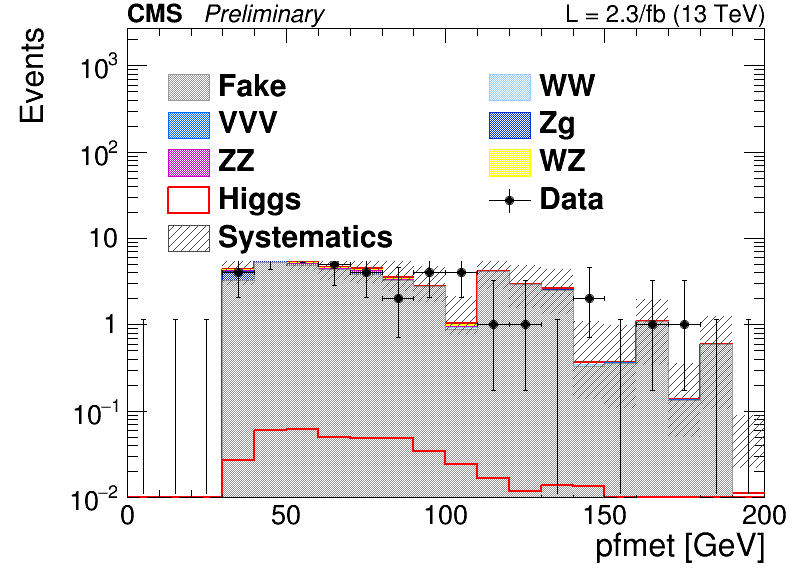 CMS Preliminary L = 2.3/fb (13 TeV)
Events
10³
10²
10
1
10⁻¹
10⁻²
Fake WW
VVV Zg
ZZ WZ
Higgs Data
Systematics
0 50 100 150 200
pfmet [GeV]